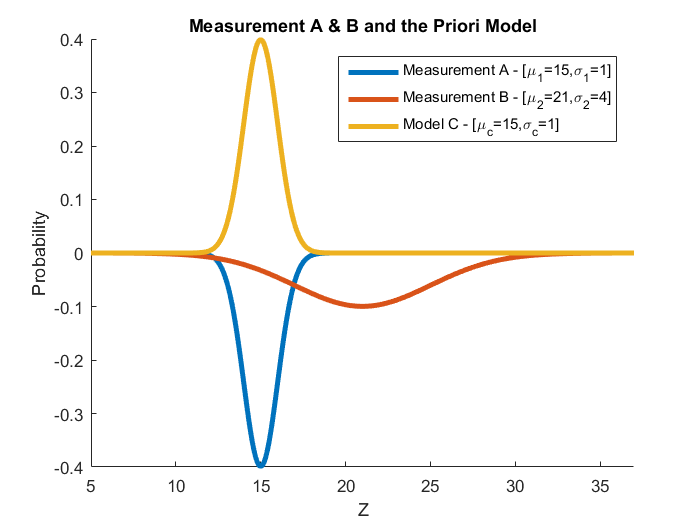 Measurement A & B and the Priori Model
Measurement A - [μ1=15,σ1=1]
Measurement B - [μ2=21,σ2=4]
Model C - [μc=15,σc=1]
0.4
0.3
0.2
0.1
0
-0.1
-0.2
-0.3
-0.4
Probability
5 10 15 20 25 30 35
Z